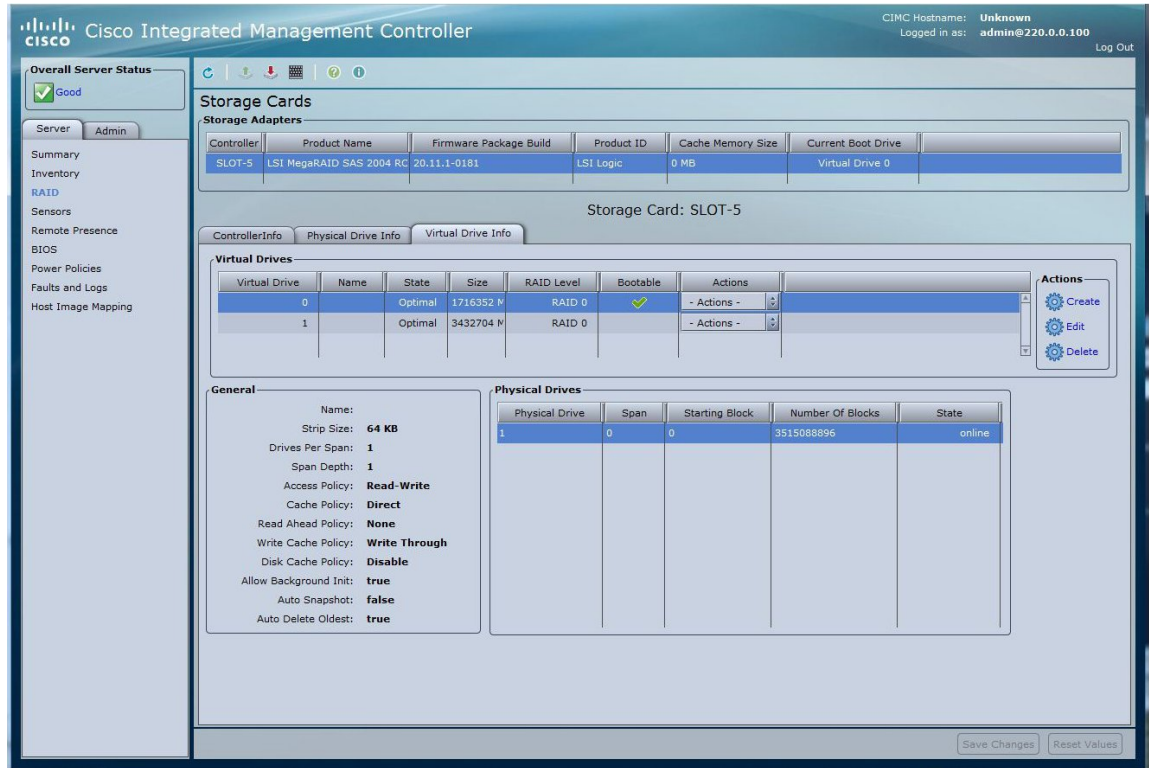 CIMC Hostname: Unknown
CISCO Cisco Integrated Management Controller
Logged in as: admin@220.0.0.100
Log Out
Overall Server Status
Good
Server Admin
Summary
Inventory
RAID
Sensors
Remote Presence
BIOS
Power Policies
Faults and Logs
Host Image Mapping
Storage Cards
Storage Adapters
Controller Product Name Firmware Package Build Product ID Cache Memory Size Current Boot Drive
SLOT-5 LSI MegaRAID SAS 2004 RC 20.11.1-0181 LSI Logic 0 MB Virtual Drive 0
Storage Card: SLOT-5
ControllerInfo Physical Drive Info Virtual Drive Info
Virtual Drives
Virtual Drive Name State Size RAID Level Bootable Actions
0 Optimal 1716352 M RAID 0 - Actions -
1 Optimal 3432704 M RAID 0 - Actions -
Actions
Create
Edit
Delete
General
Name:
Strip Size: 64 KB
Drives Per Span: 1
Span Depth: 1
Access Policy: Read-Write
Cache Policy: Direct
Read Ahead Policy: None
Write Cache Policy: Write Through
Disk Cache Policy: Disable
Allow Background Init: true
Auto Snapshot: false
Auto Delete Oldest: true
Physical Drives
Physical Drive Span Starting Block Number Of Blocks State
1 0 0 3515088896 online
Save Changes Reset Values